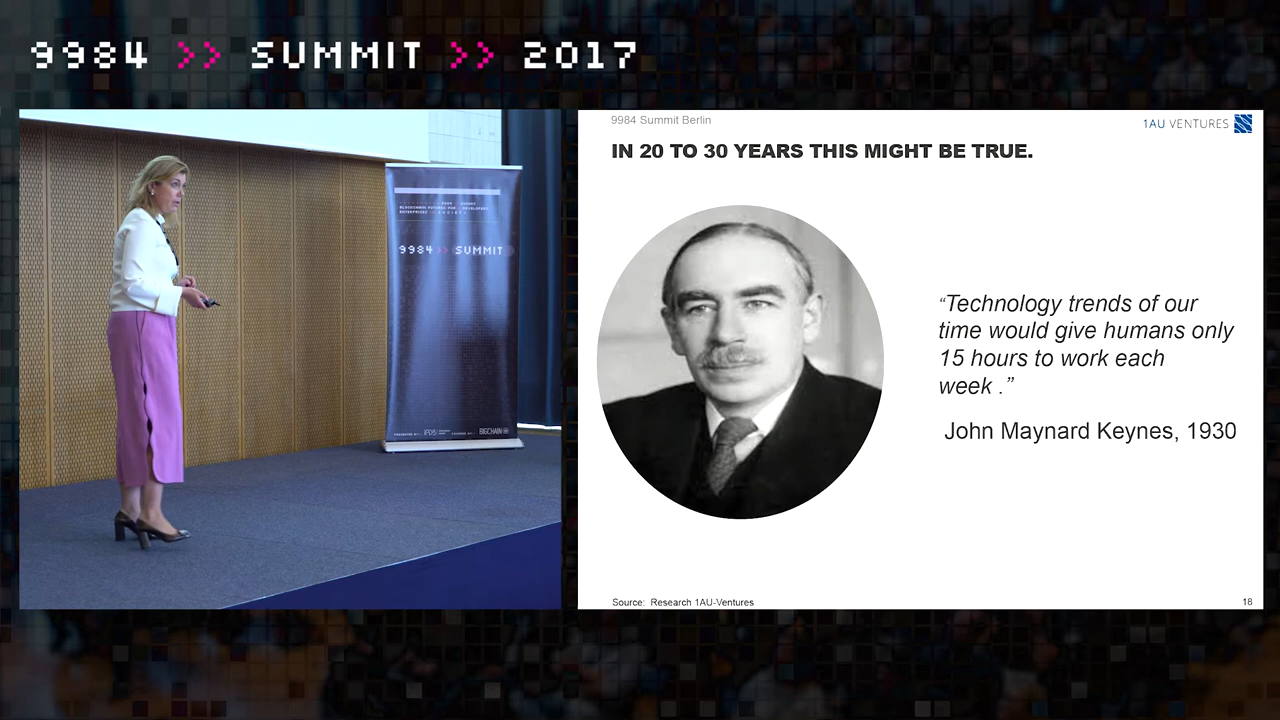 9984 >> SUMMIT >> 2017
9984 Summit Berlin
1AU VENTURES
IN 20 TO 30 YEARS THIS MIGHT BE TRUE.
“Technology trends of our
time would give humans only
15 hours to work each
week .”
John Maynard Keynes, 1930
Source: Research 1AU-Ventures
18
9984 >> SUMMIT
IPDB
BIGCHAIN